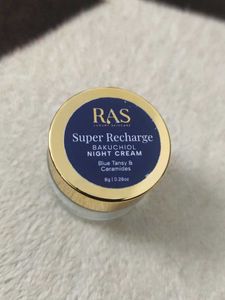 RAS
LUXURY SKINCARE
Super Recharge
BAKUCHIOL
NIGHT CREAM
Blue Tansy &
Ceramides
8g | 0.28oz